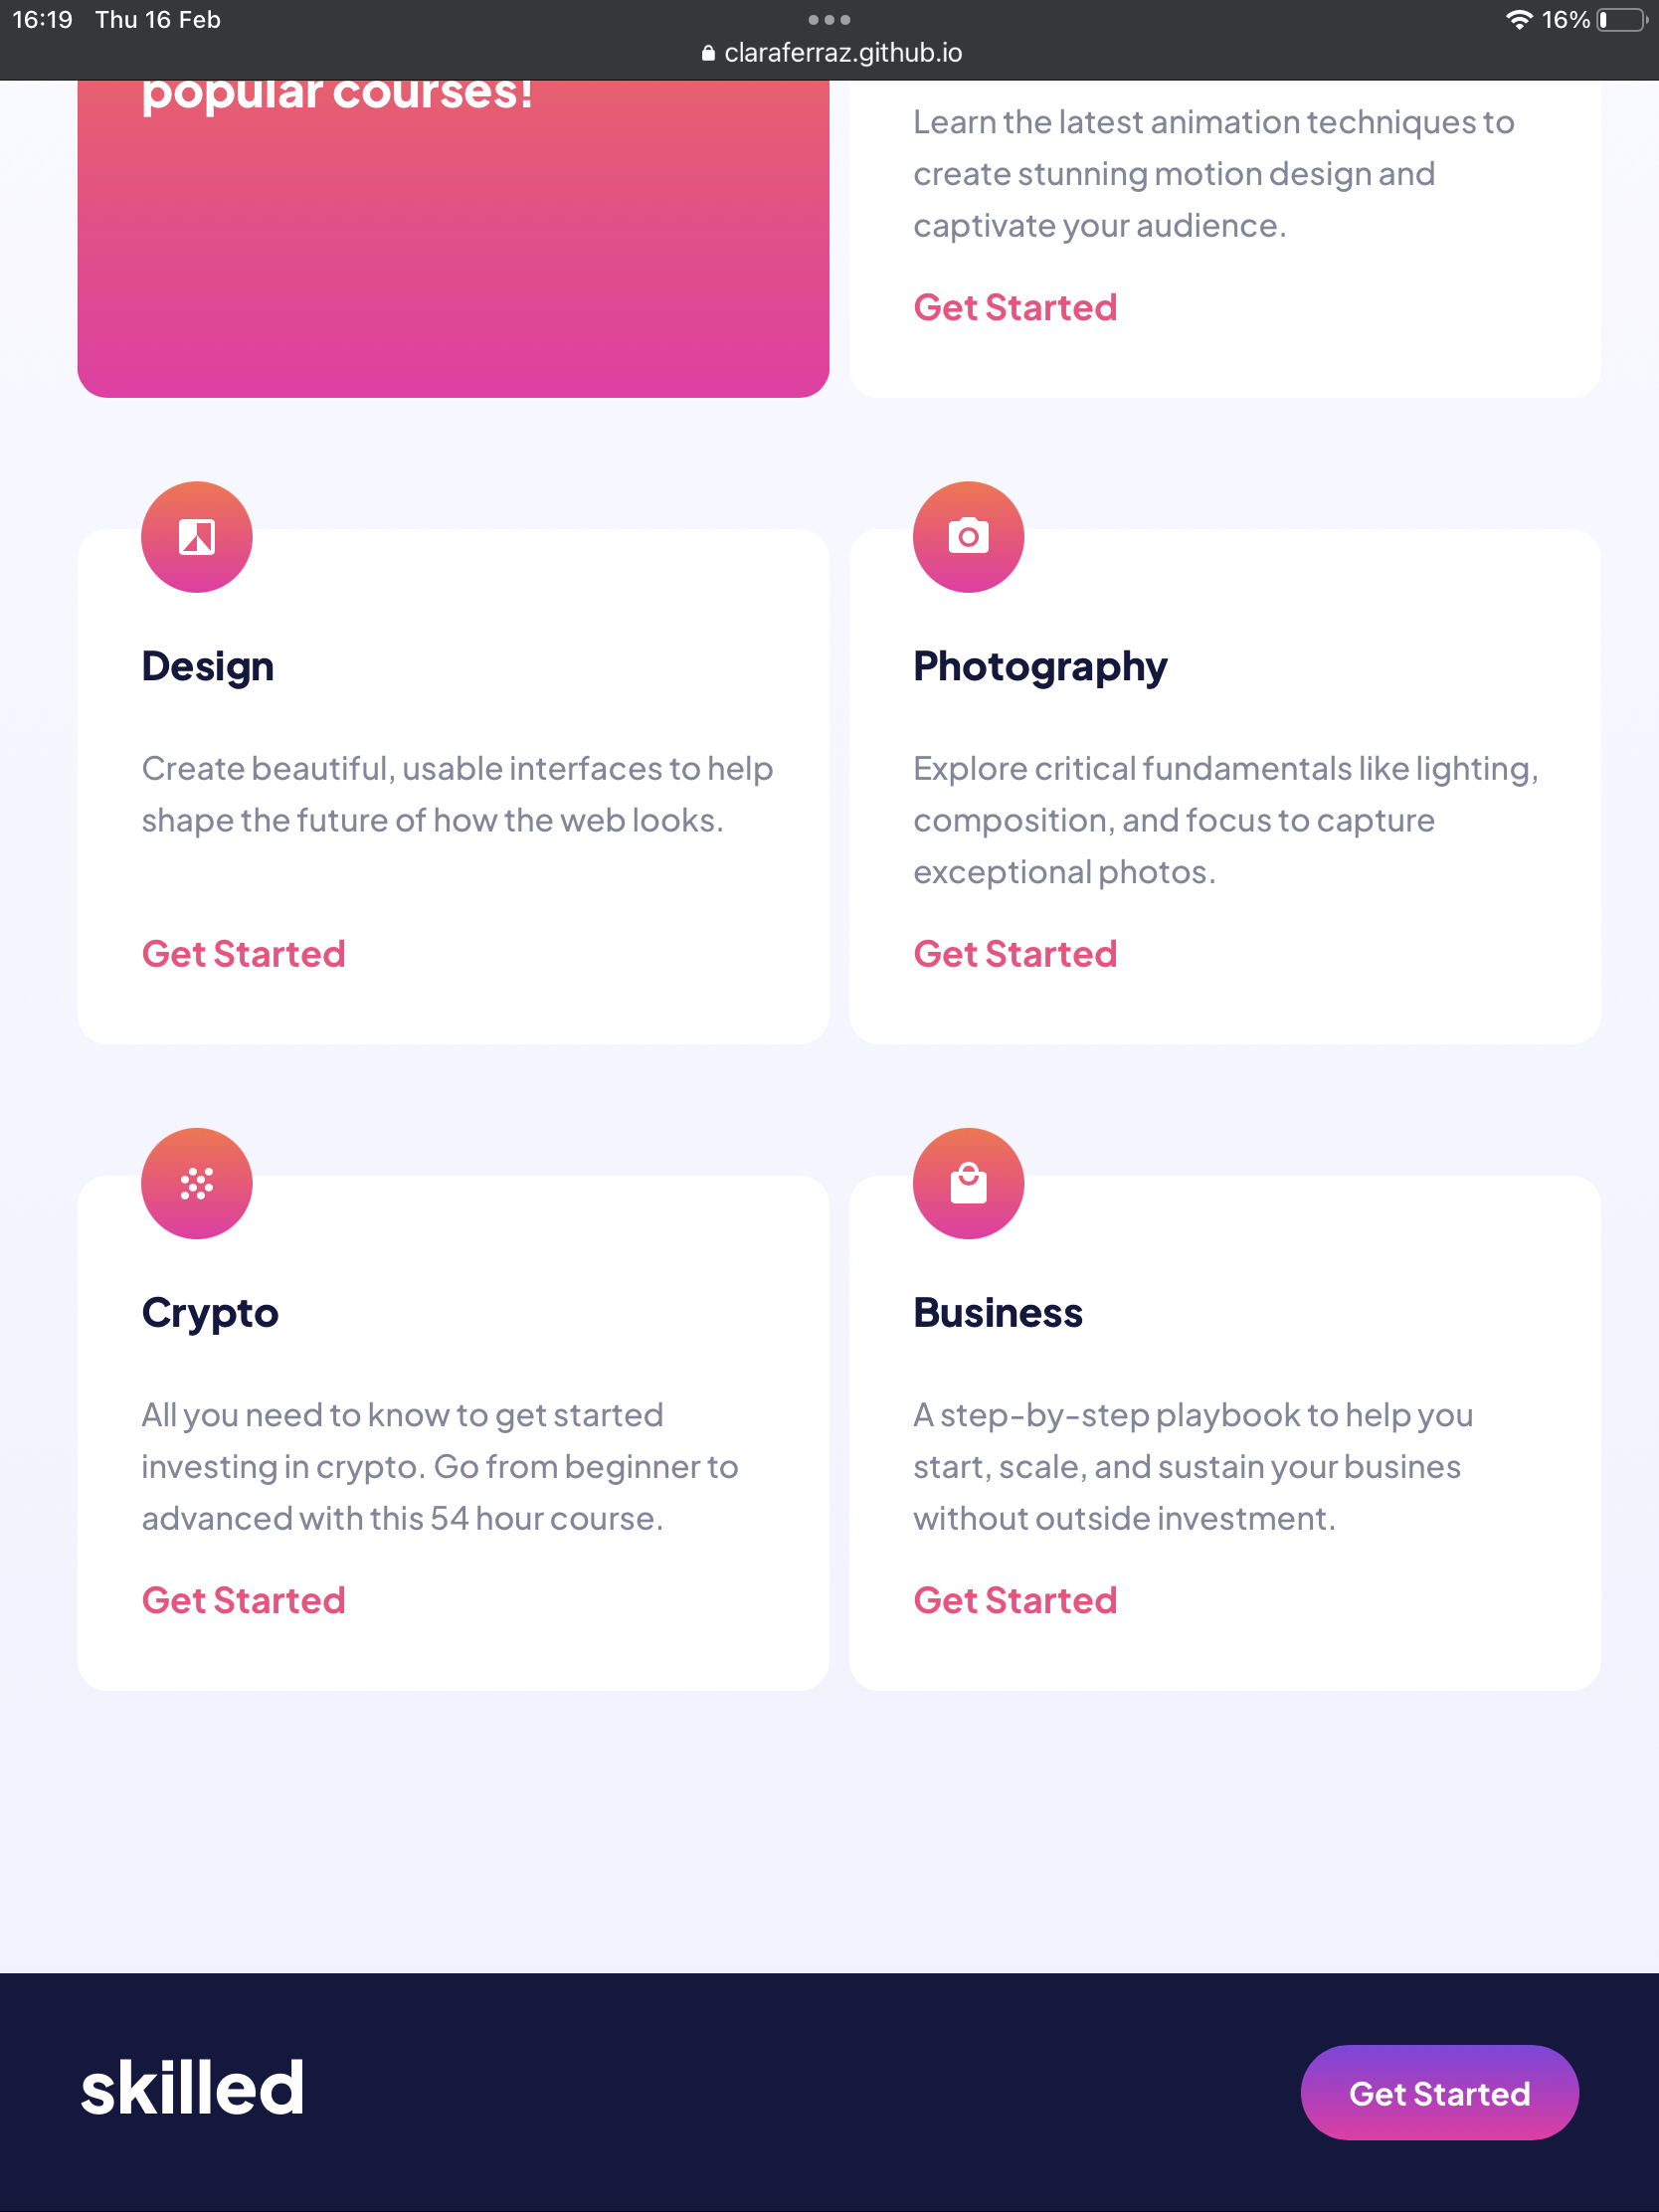 16:19 Thu 16 Feb
16%
claraferraz.github.io
popular courses!
Learn the latest animation techniques to
create stunning motion design and
captivate your audience.
Get Started
Design
Create beautiful, usable interfaces to help
shape the future of how the web looks.
Get Started
Photography
Explore critical fundamentals like lighting,
composition, and focus to capture
exceptional photos.
Get Started
Crypto
All you need to know to get started
investing in crypto. Go from beginner to
advanced with this 54 hour course.
Get Started
Business
A step-by-step playbook to help you
start, scale, and sustain your busines
without outside investment.
Get Started
skilled
Get Started